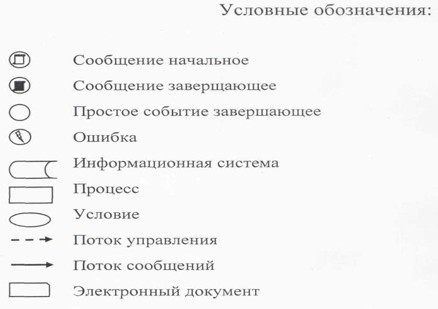 Условные обозначения:
Сообщение начальное
Сообщение заверщающее
Простое событие завершающее
Ошибка
Информационная система
Процесс
Условие
Поток управления
Поток сообщений
Электронный документ